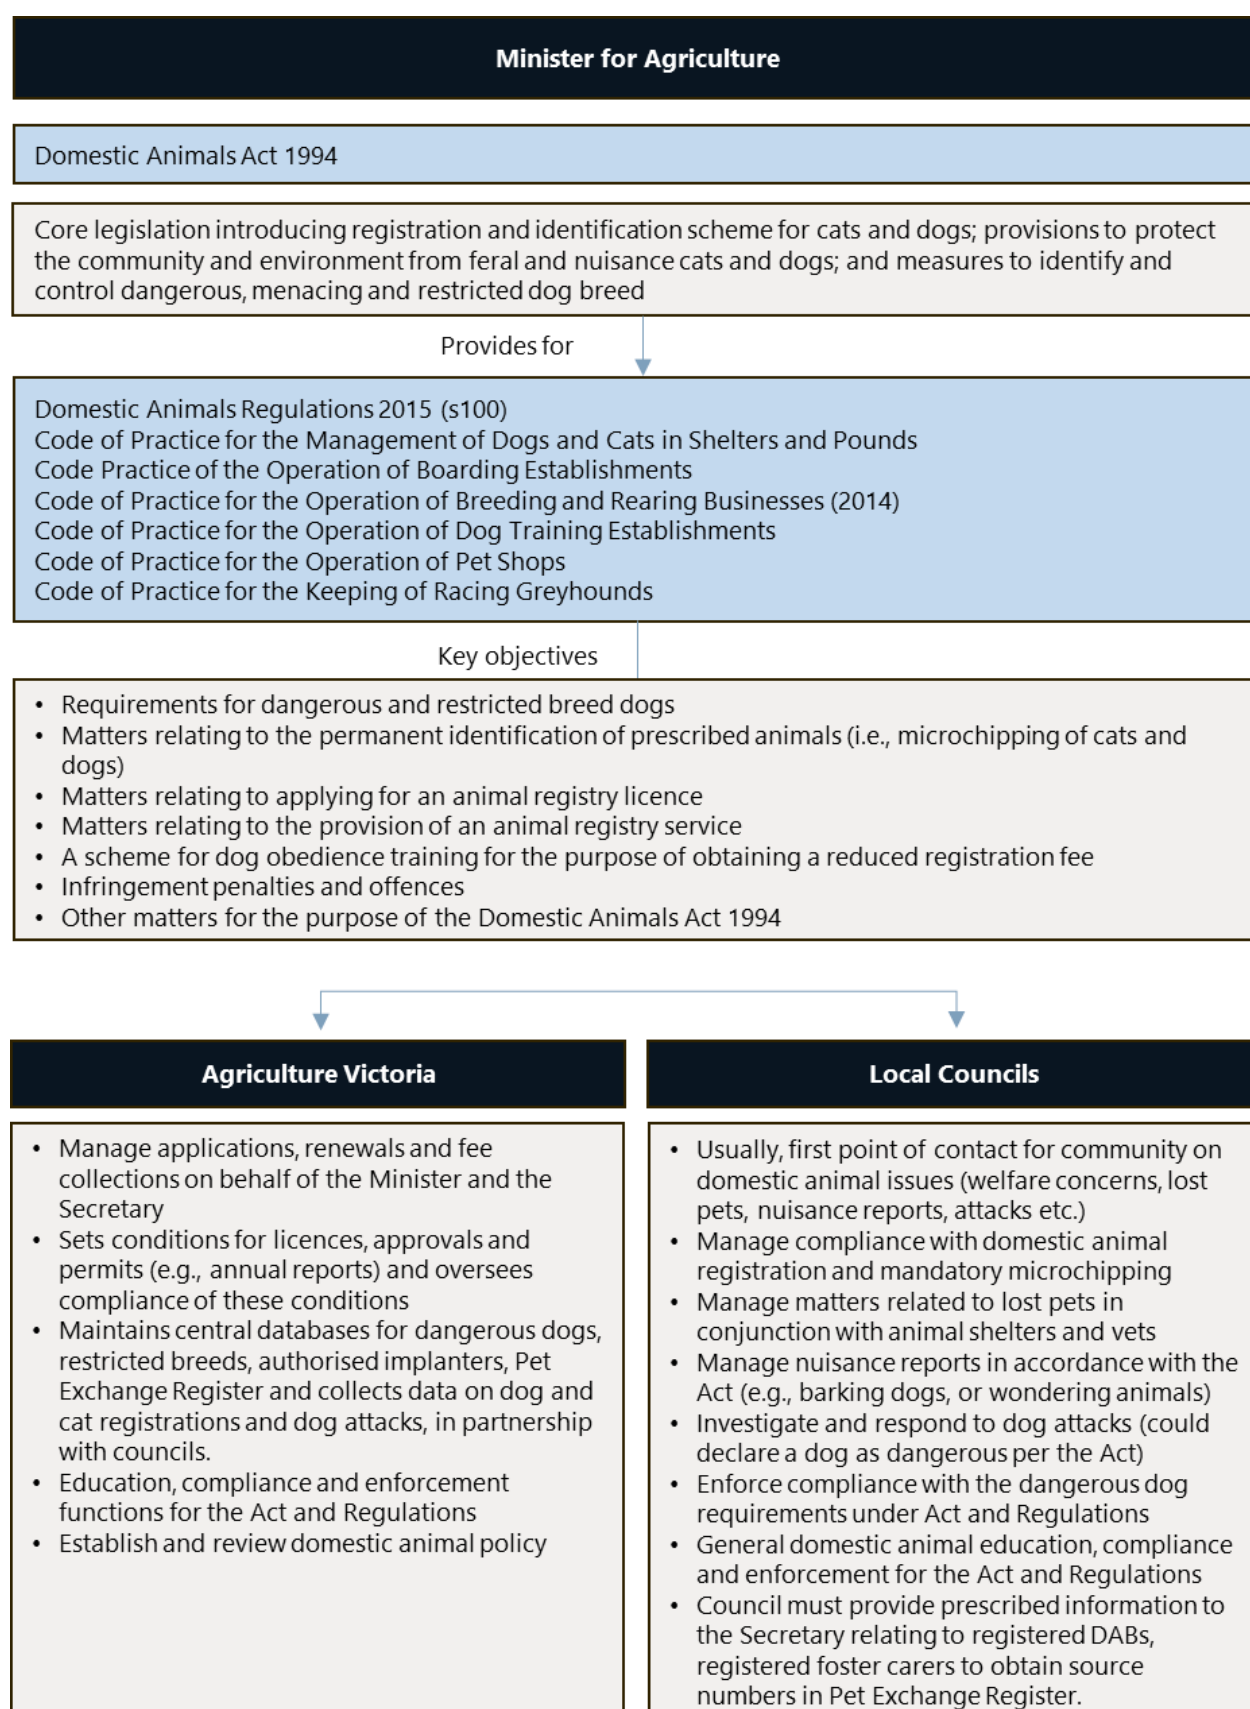 Minister for Agriculture
Domestic Animals Act 1994
Core legislation introducing registration and identification scheme for cats and dogs; provisions to protect
the community and environment from feral and nuisance cats and dogs; and measures to identify and
control dangerous, menacing and restricted dog breed
Provides for
Domestic Animals Regulations 2015 (s100)
Code of Practice for the Management of Dogs and Cats in Shelters and Pounds
Code Practice of the Operation of Boarding Establishments
Code of Practice for the Operation of Breeding and Rearing Businesses (2014)
Code of Practice for the Operation of Dog Training Establishments
Code of Practice for the Operation of Pet Shops
Code of Practice for the Keeping of Racing Greyhounds
Key objectives
• Requirements for dangerous and restricted breed dogs
• Matters relating to the permanent identification of prescribed animals (i.e., microchipping of cats and
dogs)
• Matters relating to applying for an animal registry licence
• Matters relating to the provision of an animal registry service
• A scheme for dog obedience training for the purpose of obtaining a reduced registration fee
• Infringement penalties and offences
• Other matters for the purpose of the Domestic Animals Act 1994
Agriculture Victoria
• Manage applications, renewals and fee
collections on behalf of the Minister and the
Secretary
• Sets conditions for licences, approvals and
permits (e.g., annual reports) and oversees
compliance of these conditions
• Maintains central databases for dangerous dogs,
restricted breeds, authorised implanters, Pet
Exchange Register and collects data on dog and
cat registrations and dog attacks, in partnership
with councils.
• Education, compliance and enforcement
functions for the Act and Regulations
• Establish and review domestic animal policy
Local Councils
• Usually, first point of contact for community on
domestic animal issues (welfare concerns, lost
pets, nuisance reports, attacks etc.)
• Manage compliance with domestic animal
registration and mandatory microchipping
• Manage matters related to lost pets in
conjunction with animal shelters and vets
• Manage nuisance reports in accordance with the
Act (e.g., barking dogs, or wondering animals)
• Investigate and respond to dog attacks (could
declare a dog as dangerous per the Act)
• Enforce compliance with the dangerous dog
requirements under Act and Regulations
• General domestic animal education, compliance
and enforcement for the Act and Regulations
• Council must provide prescribed information to
the Secretary relating to registered DABs,
registered foster carers to obtain source
numbers in Pet Exchange Register.